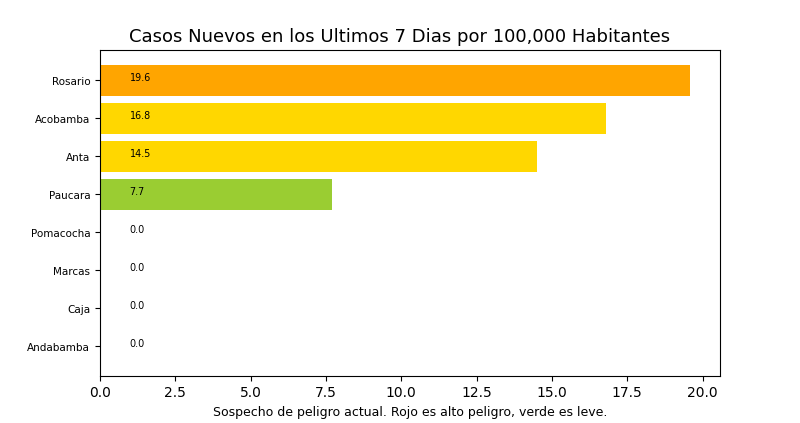 Casos Nuevos en los Ultimos 7 Dias por 100,000 Habitantes
Rosario 19.6
Acobamba 16.8
Anta 14.5
Paucara 7.7
Pomacocha 0.0
Marcas 0.0
Caja 0.0
Andabamba 0.0
0.0 2.5 5.0 7.5 10.0 12.5 15.0 17.5 20.0
Sospecho de peligro actual. Rojo es alto peligro, verde es leve.